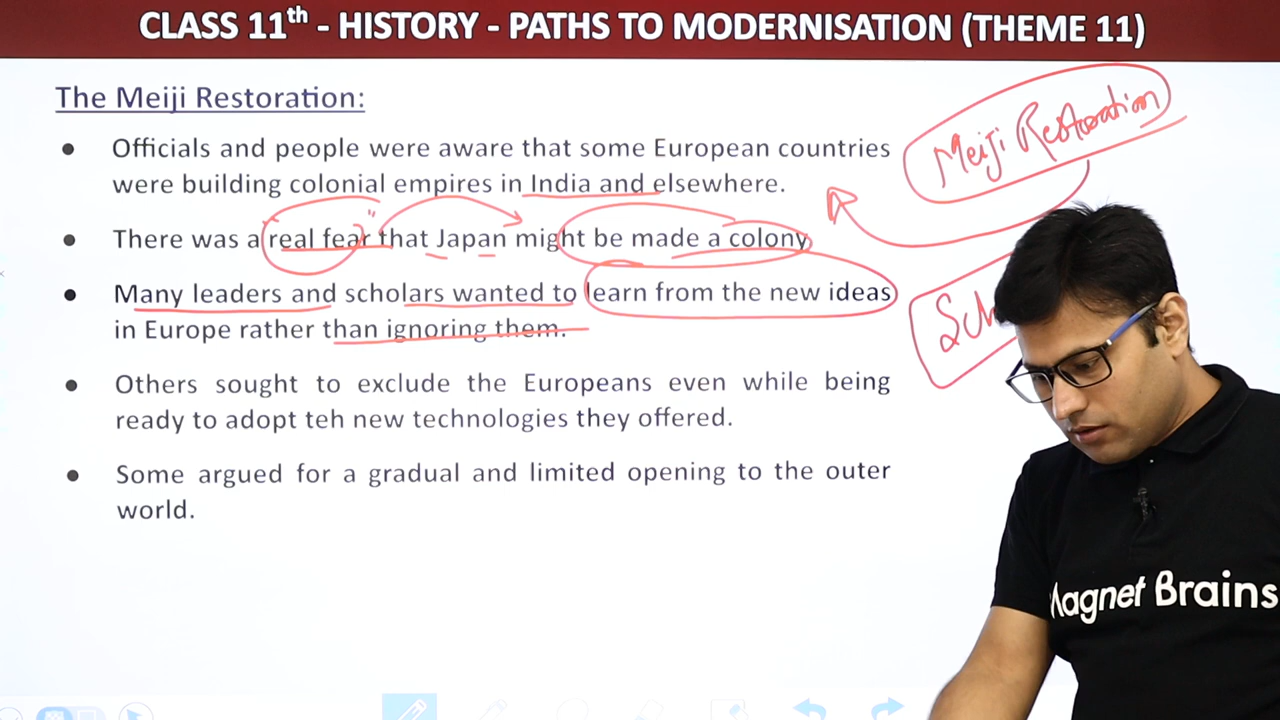 CLASS 11th - HISTORY - PATHS TO MODERNISATION (THEME 11)
The Meiji Restoration:
• Officials and people were aware that some European countries
were building colonial empires in India and elsewhere.
• There was a "real fear" that Japan might be made a colony
• Many leaders and scholars wanted to learn from the new ideas
in Europe rather than ignoring them.
• Others sought to exclude the Europeans even while being
ready to adopt teh new technologies they offered.
• Some argued for a gradual and limited opening to the outer
world.
Meiji Restoration
Magnet Brains